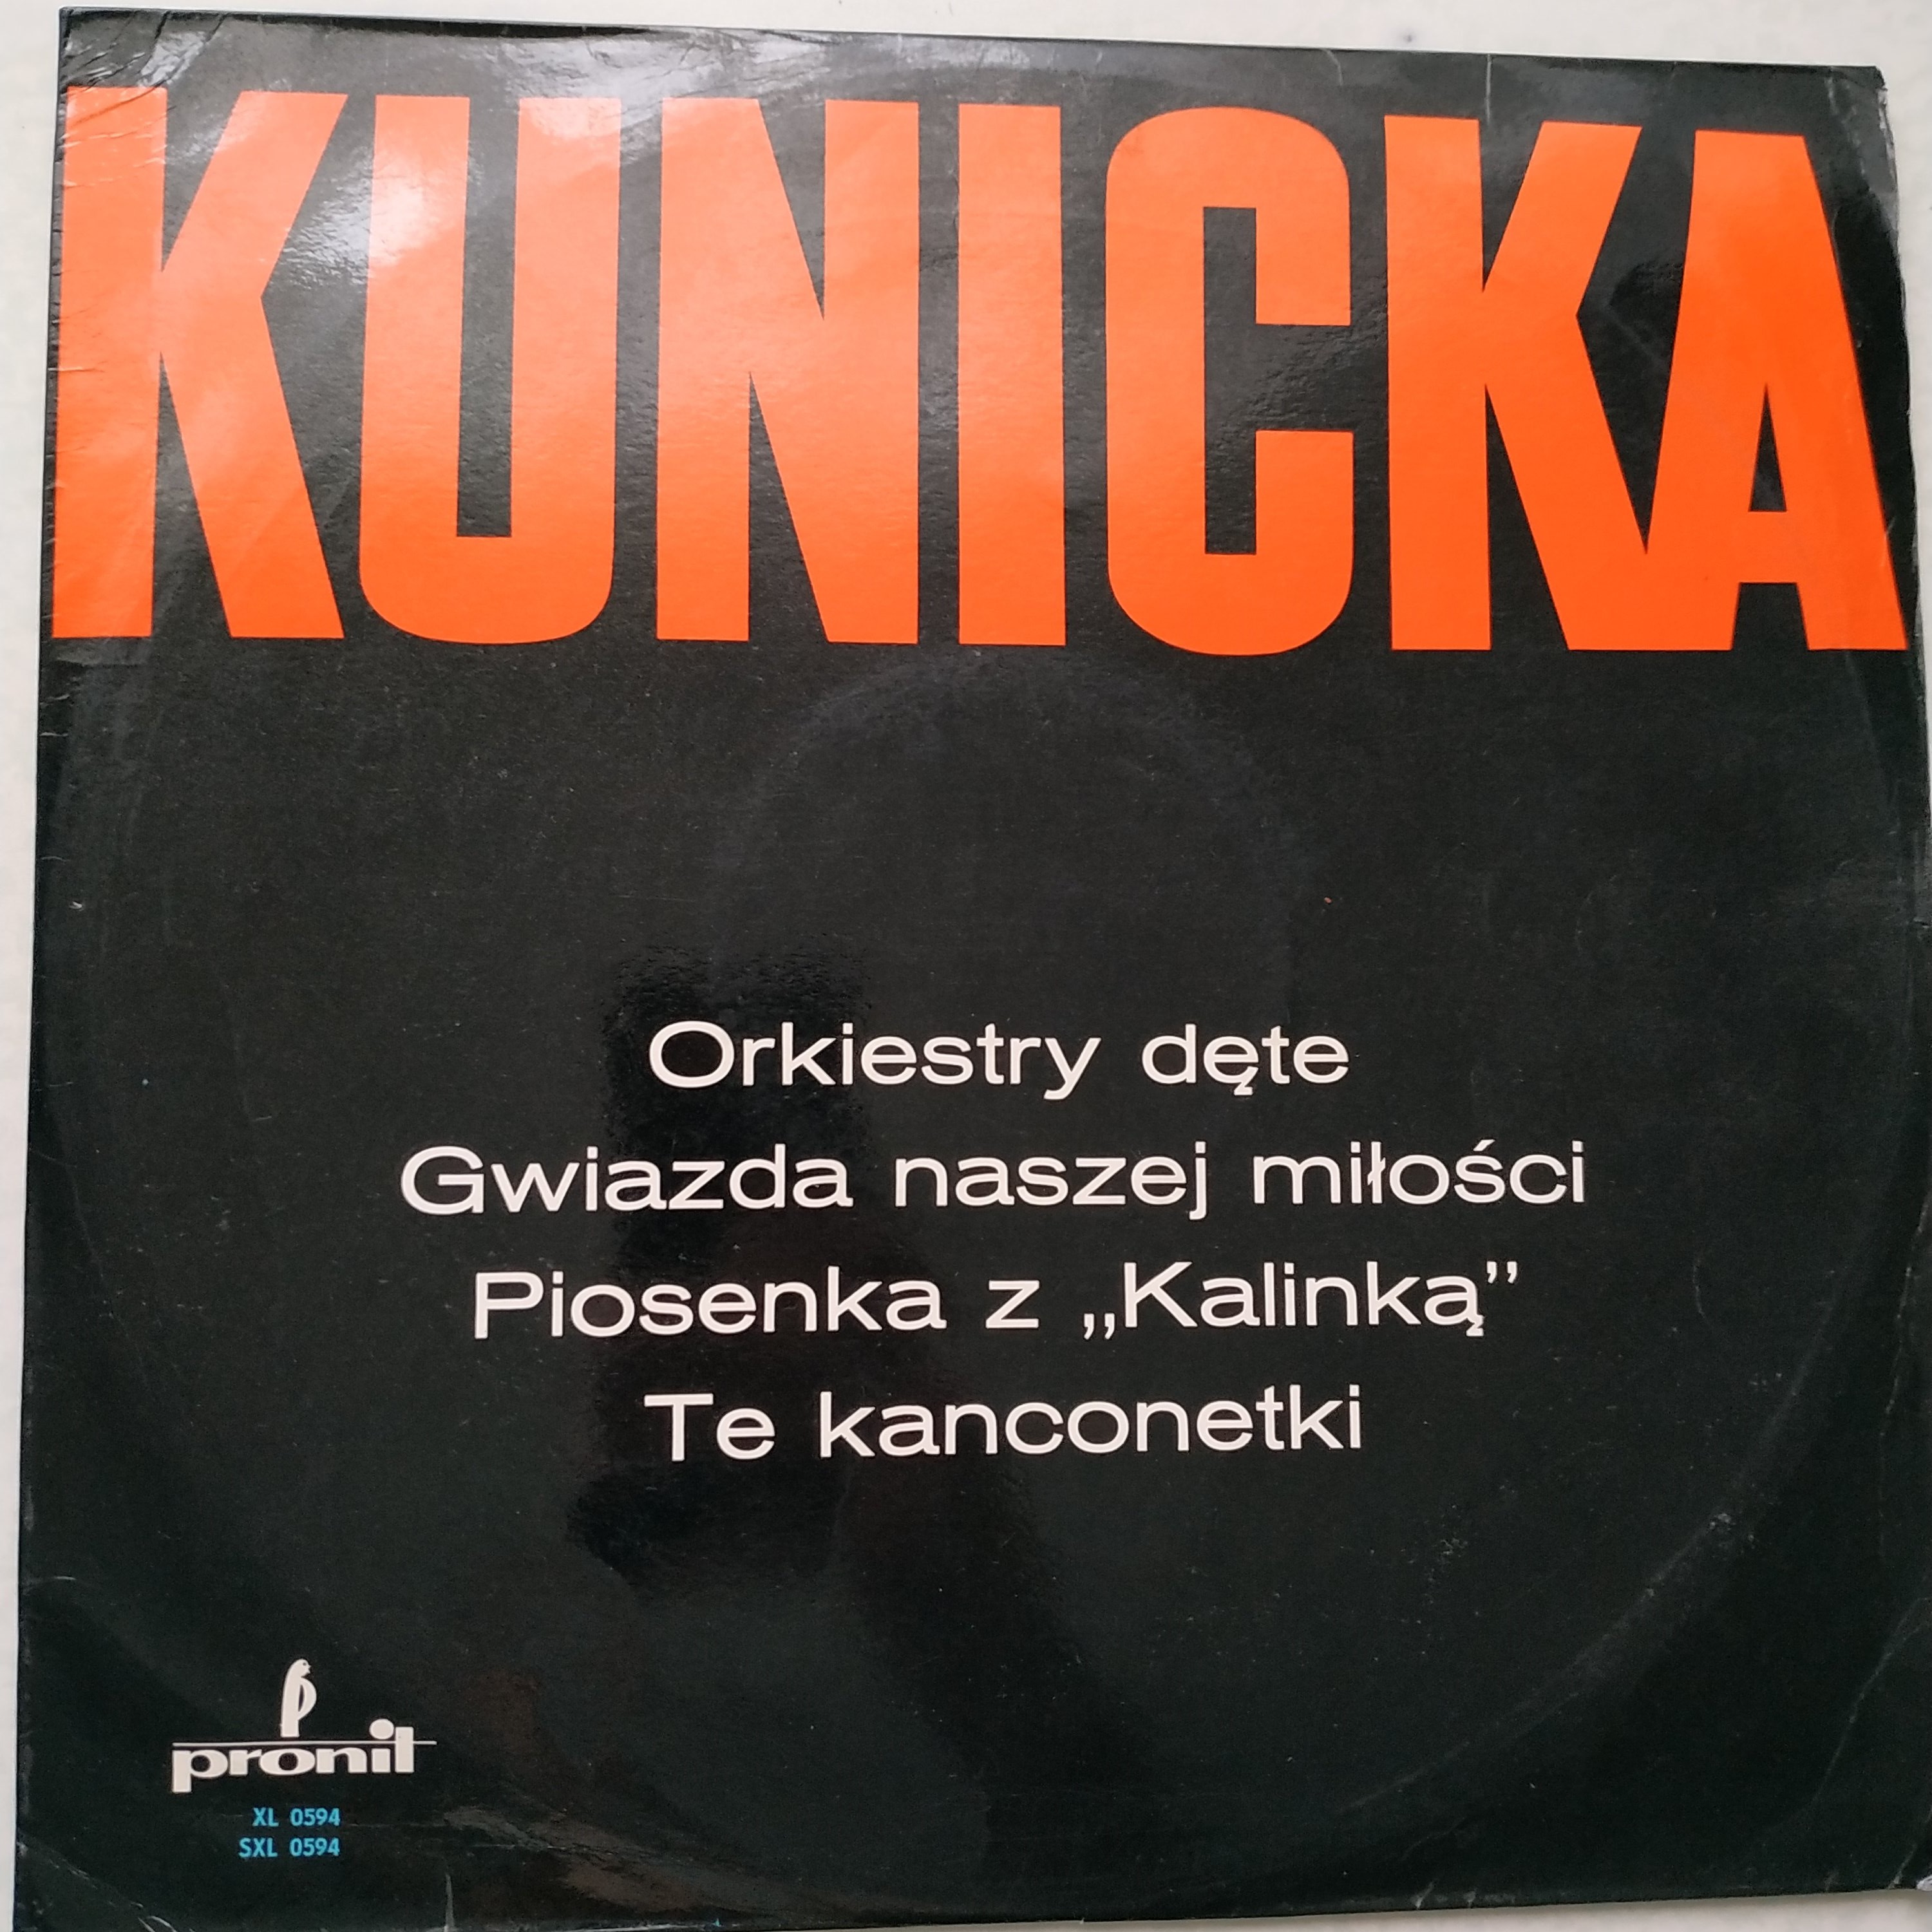 KUNICKA
Orkiestry dęte
Gwiazda naszej miłości
Piosenka z „Kalinką”
Te kanconetki
pronit
XL 0594
SXL 0594